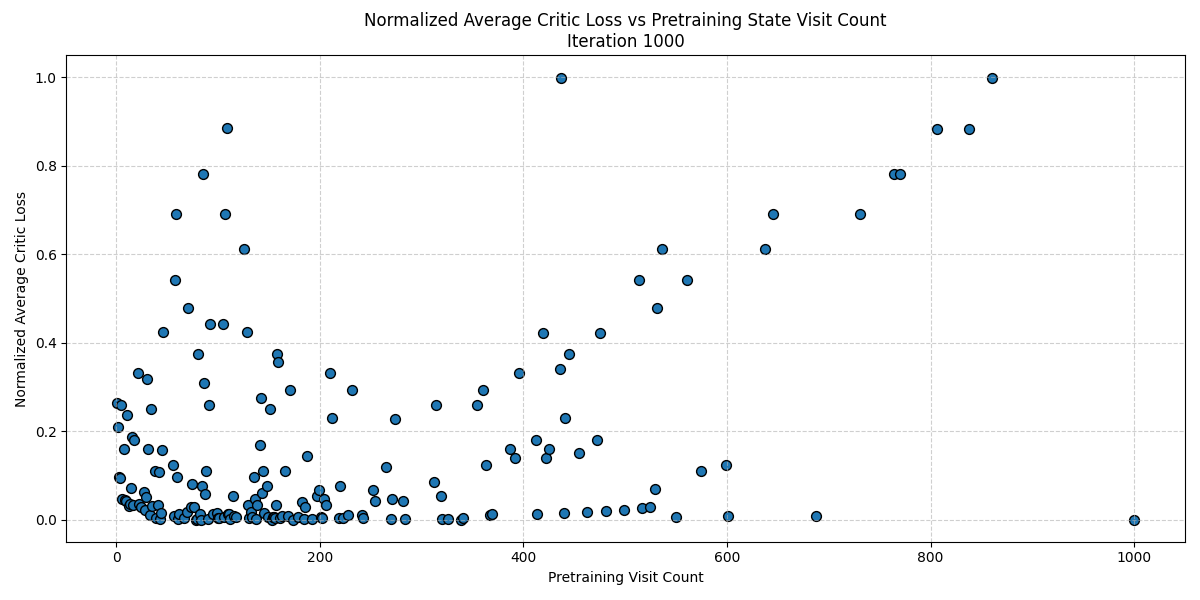 Normalized Average Critic Loss vs Pretraining State Visit Count
Iteration 1000
Normalized Average Critic Loss
1.0
0.8
0.6
0.4
0.2
0.0
0 200 400 600 800 1000
Pretraining Visit Count